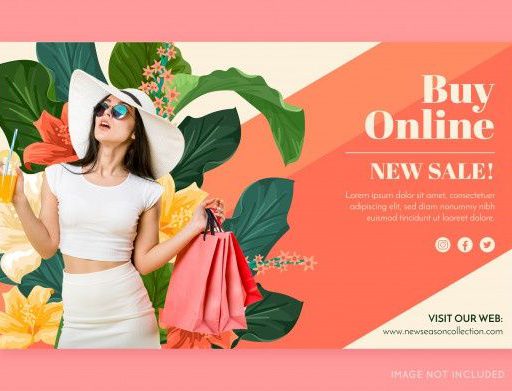 Buy
Online
NEW SALE!
Lorem ipsum dolor sit amet, consectetur
adipiscing elit, sed diam nonummy nibh
euismod tincidunt ut laoreet dolore.
VISIT OUR WEB:
www.newseasoncollection.com
IMAGE NOT INCLUDED